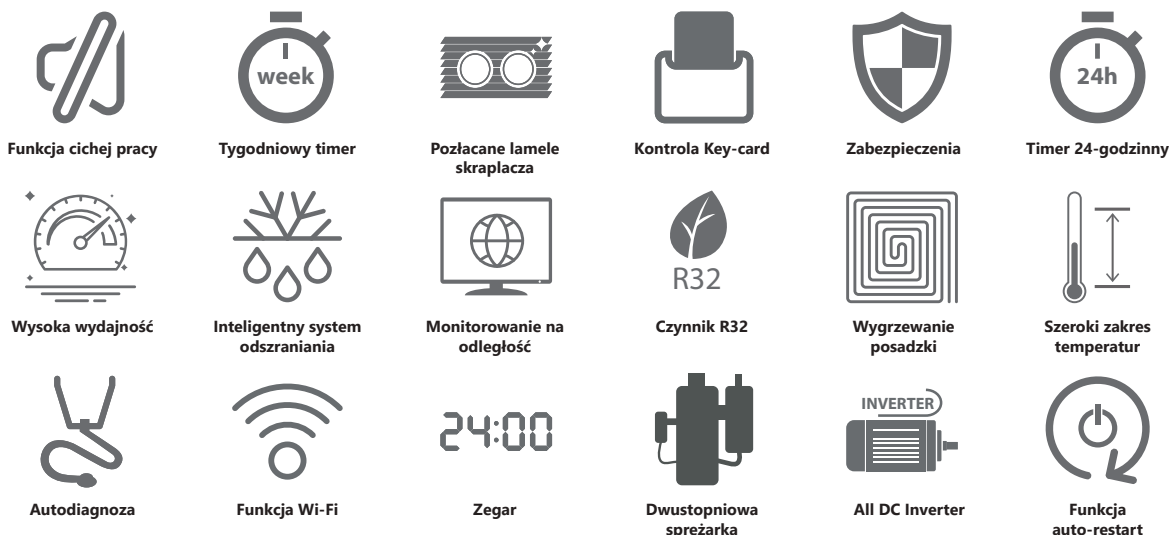 week
24h
Funkcja cichej pracy
Tygodniowy timer
Pozłacane lamele
skraplacza
Kontrola Key-card
Zabezpieczenia
Timer 24-godzinny
R32
Wysoka wydajność
Inteligentny system
odszraniania
Monitorowanie na
odległość
Czynnik R32
Wygrzewanie
posadzki
Szeroki zakres
temperatur
24:00
INVERTER
Autodiagnoza
Funkcja Wi-Fi
Zegar
Dwustopniowa
sprężarka
All DC Inverter
Funkcja
auto-restart